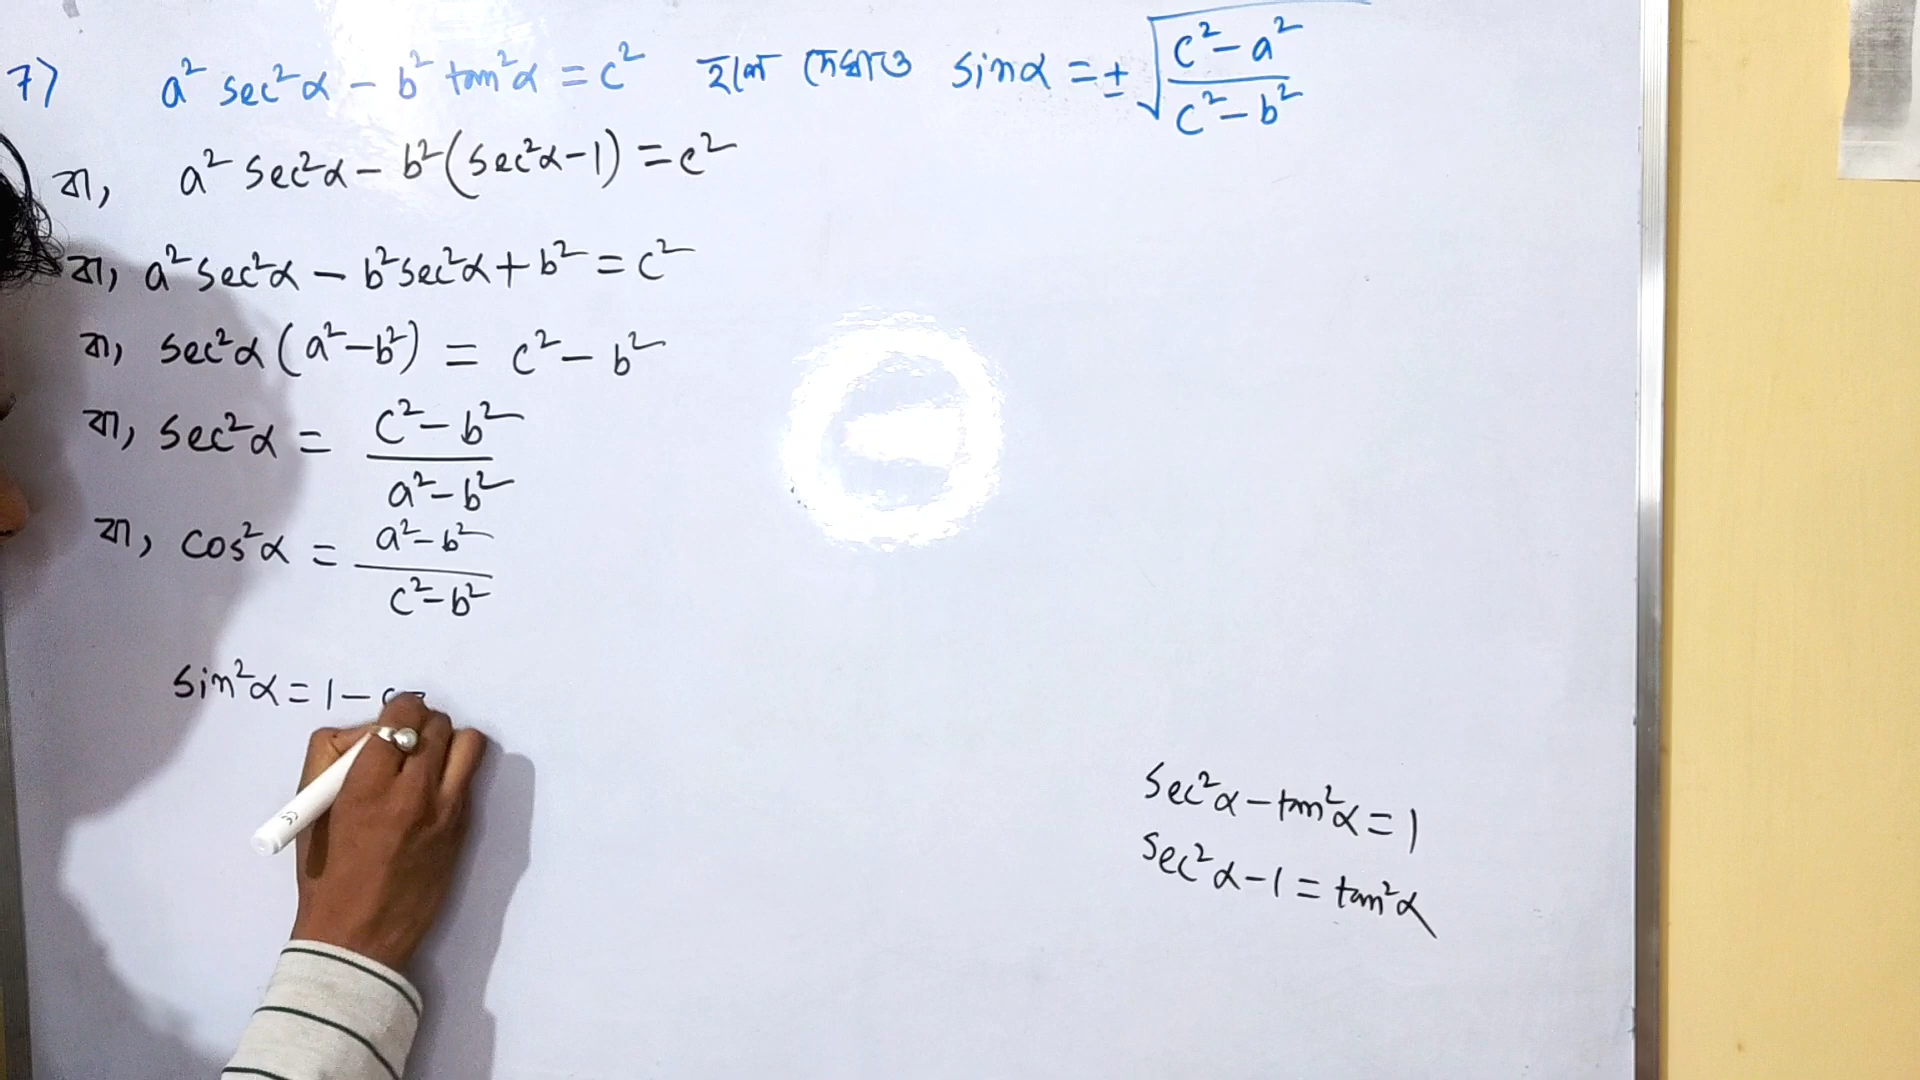 7) a² sec²α − b² tan²α = c² হলে দেখাও sinα = ± √((c² − a²)/(c² − b²))
বা, a² sec²α − b²(sec²α − 1) = c²
বা, a² sec²α − b² sec²α + b² = c²
বা, sec²α (a² − b²) = c² − b²
বা, sec²α = (c² − b²)/(a² − b²)
বা, cos²α = (a² − b²)/(c² − b²)
sin²α = 1 −
sec²α − tan²α = 1
sec²α − 1 = tan²α